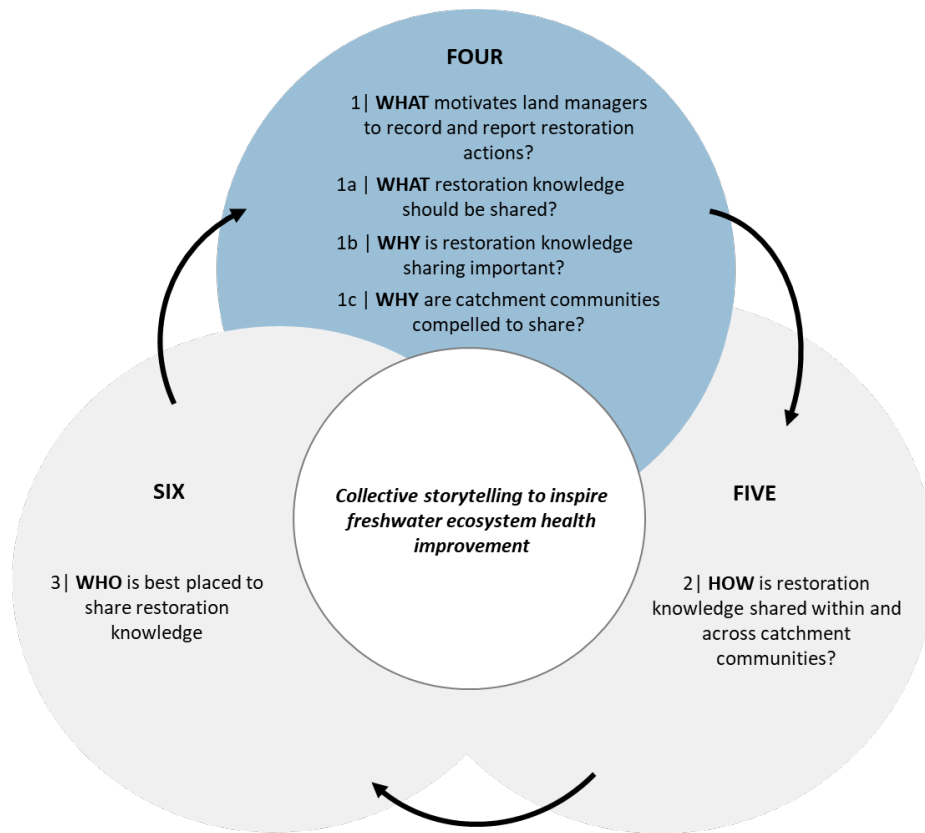 FOUR
1| WHAT motivates land managers
to record and report restoration
actions?
1a | WHAT restoration knowledge
should be shared?
1b | WHY is restoration knowledge
sharing important?
1c | WHY are catchment communities
compelled to share?
Collective storytelling to inspire
freshwater ecosystem health
improvement
FIVE
2| HOW is restoration
knowledge shared within and
across catchment
communities?
SIX
3| WHO is best placed to
share restoration
knowledge